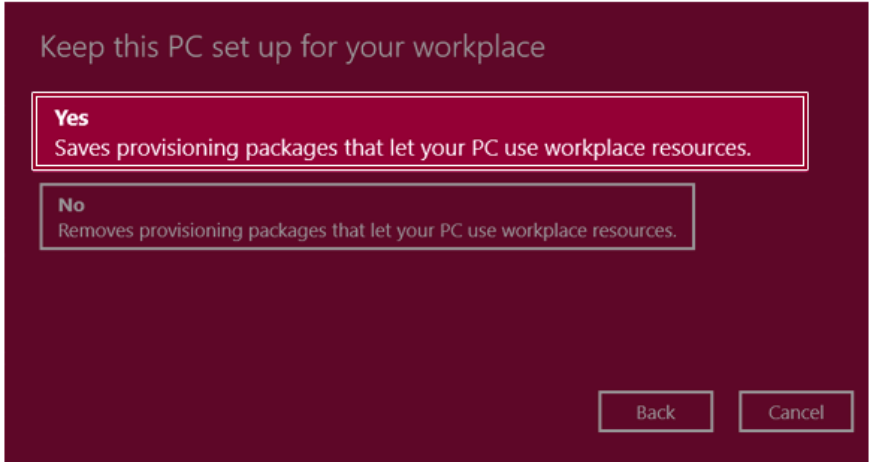 Keep this PC set up for your workplace
Yes
Saves provisioning packages that let your PC use workplace resources.
No
Removes provisioning packages that let your PC use workplace resources.
Back
Cancel